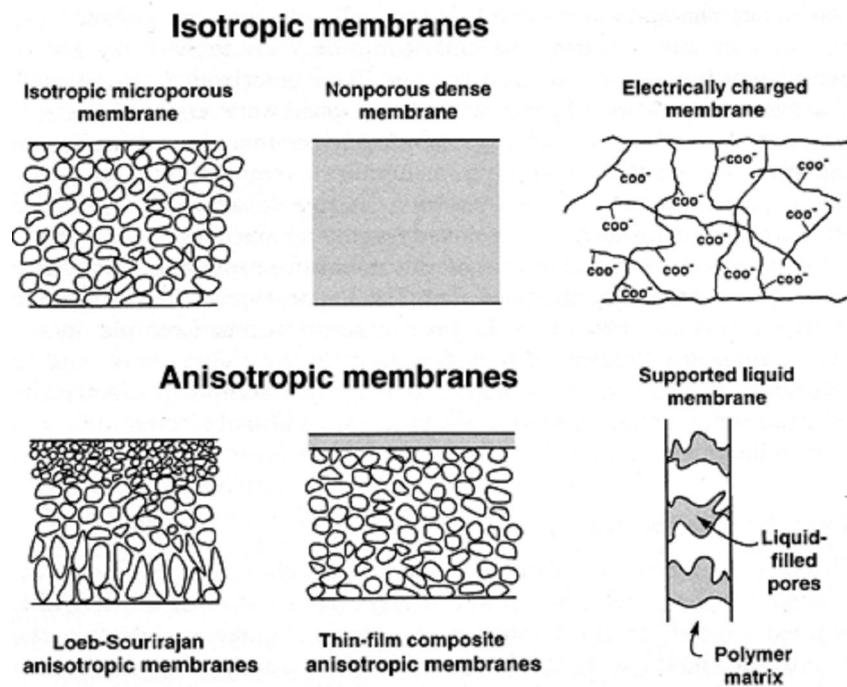 Isotropic membranes
Isotropic microporous
membrane
Nonporous dense
membrane
Electrically charged
membrane
COO⁻
COO⁻
COO⁻
COO⁻
COO⁻
COO⁻
COO⁻
COO⁻
COO⁻
COO⁻
COO⁻
Anisotropic membranes
Supported liquid
membrane
Liquid-
filled
pores
Polymer
matrix
Loeb-Sourirajan
anisotropic membranes
Thin-film composite
anisotropic membranes